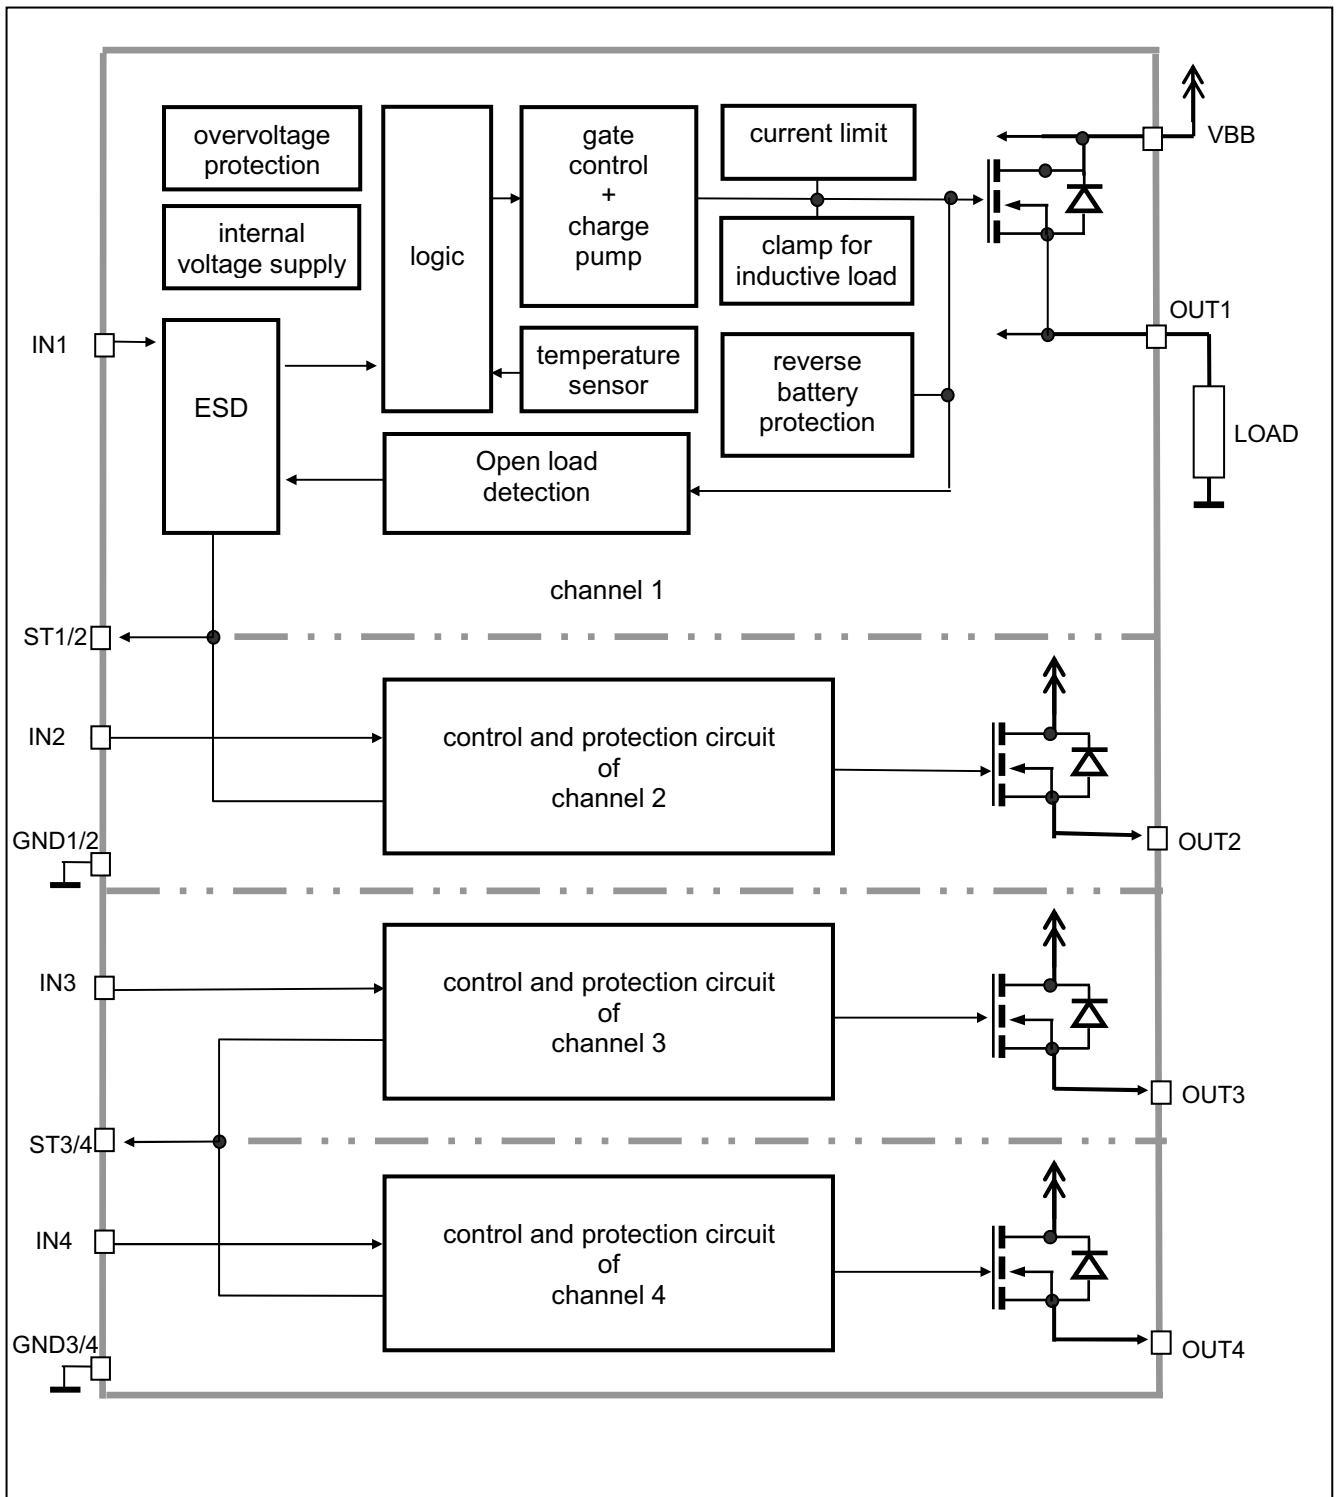 overvoltage
protection
internal
voltage supply
logic
gate
control
+
charge
pump
current limit
clamp for
inductive load
VBB
OUT1
IN1
ESD
temperature
sensor
reverse
battery
protection
LOAD
Open load
detection
channel 1
ST1/2
IN2
control and protection circuit
of
channel 2
GND1/2
OUT2
IN3
control and protection circuit
of
channel 3
OUT3
ST3/4
IN4
control and protection circuit
of
channel 4
GND3/4
OUT4